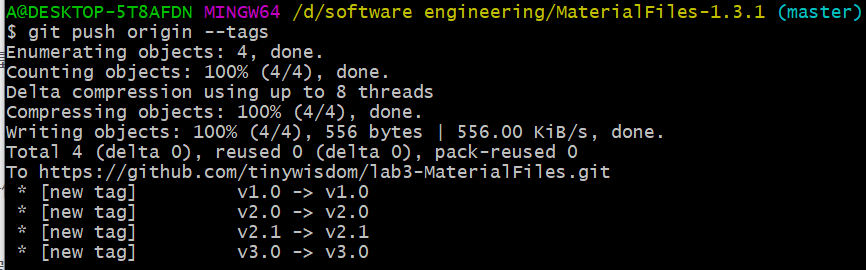 A@DESKTOP-5T8AFDN MINGW64 /d/software engineering/MaterialFiles-1.3.1 (master)
$ git push origin --tags
Enumerating objects: 4, done.
Counting objects: 100% (4/4), done.
Delta compression using up to 8 threads
Compressing objects: 100% (4/4), done.
Writing objects: 100% (4/4), 556 bytes | 556.00 KiB/s, done.
Total 4 (delta 0), reused 0 (delta 0), pack-reused 0
To https://github.com/tinywisdom/lab3-MaterialFiles.git
 * [new tag]         v1.0 -> v1.0
 * [new tag]         v2.0 -> v2.0
 * [new tag]         v2.1 -> v2.1
 * [new tag]         v3.0 -> v3.0